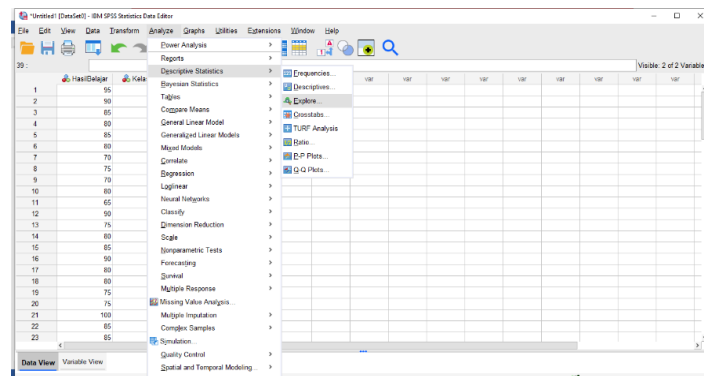 *Untitled1 [DataSet0] - IBM SPSS Statistics Data Editor
File Edit View Data Transform Analyze Graphs Utilities Extensions Window Help
39 :
Visible: 2 of 2 Variable
HasilBelajar Kela
var var var var var var var var var var
1 95
2 90
3 85
4 80
5 85
6 80
7 70
8 75
9 70
10 80
11 65
12 90
13 75
14 80
15 85
16 90
17 80
18 80
19 75
20 75
21 100
22 85
23 85
Power Analysis
Reports
Descriptive Statistics
Bayesian Statistics
Tables
Compare Means
General Linear Model
Generalized Linear Models
Mixed Models
Correlate
Regression
Loglinear
Neural Networks
Classify
Dimension Reduction
Scale
Nonparametric Tests
Forecasting
Survival
Multiple Response
Missing Value Analysis...
Multiple Imputation
Complex Samples
Simulation...
Quality Control
Spatial and Temporal Modeling...
Frequencies...
Descriptives...
Explore...
Crosstabs...
TURF Analysis
Ratio...
P-P Plots...
Q-Q Plots...
Data View Variable View